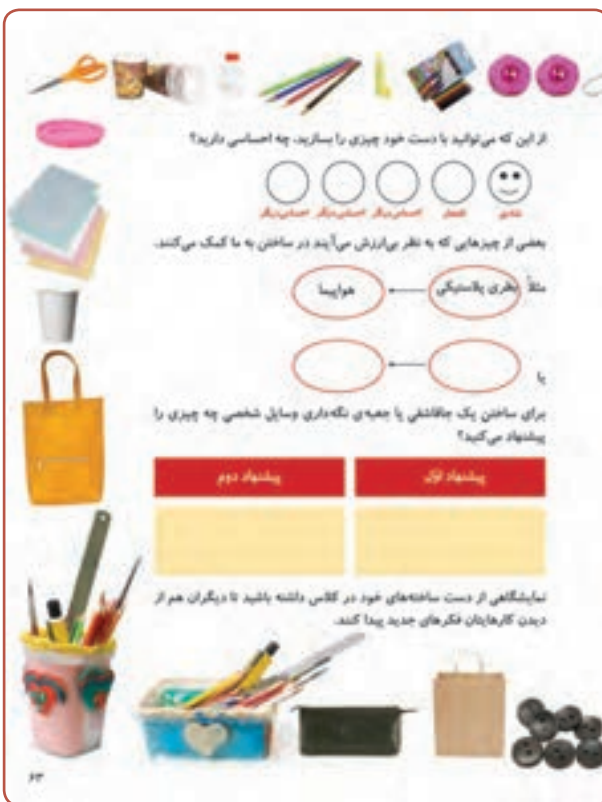 از این که می‌توانید با دست خود چیزی را بسازید، چه احساسی دارید؟
شادی افتخار احساس دیگر احساس دیگر احساس دیگر
بعضی از چیزهایی که به نظر بی‌ارزش می‌آیند در ساختن به ما کمک می‌کنند.
مثلاً بطری پلاستیکی هواپیما
یا
برای ساختن یک جاقاشقی یا جعبه‌ی نگه‌داری وسایل شخصی چه چیزی را
پیشنهاد می‌کنید؟
پیشنهاد اوّل پیشنهاد دوم
نمایشگاهی از دست ساخته‌های خود در کلاس داشته باشید تا دیگران هم از
دیدن کارهایتان فکرهای جدید پیدا کنند.
۶۳